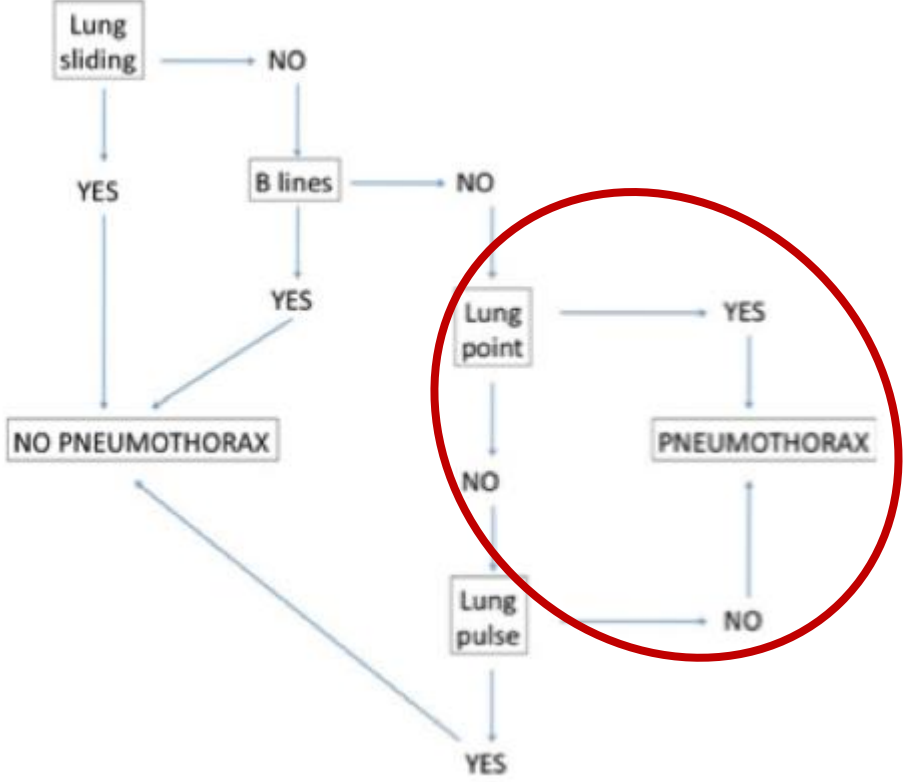 Lung
sliding
NO
YES
B lines
NO
YES
Lung
point
YES
NO PNEUMOTHORAX
PNEUMOTHORAX
NO
Lung
pulse
NO
YES